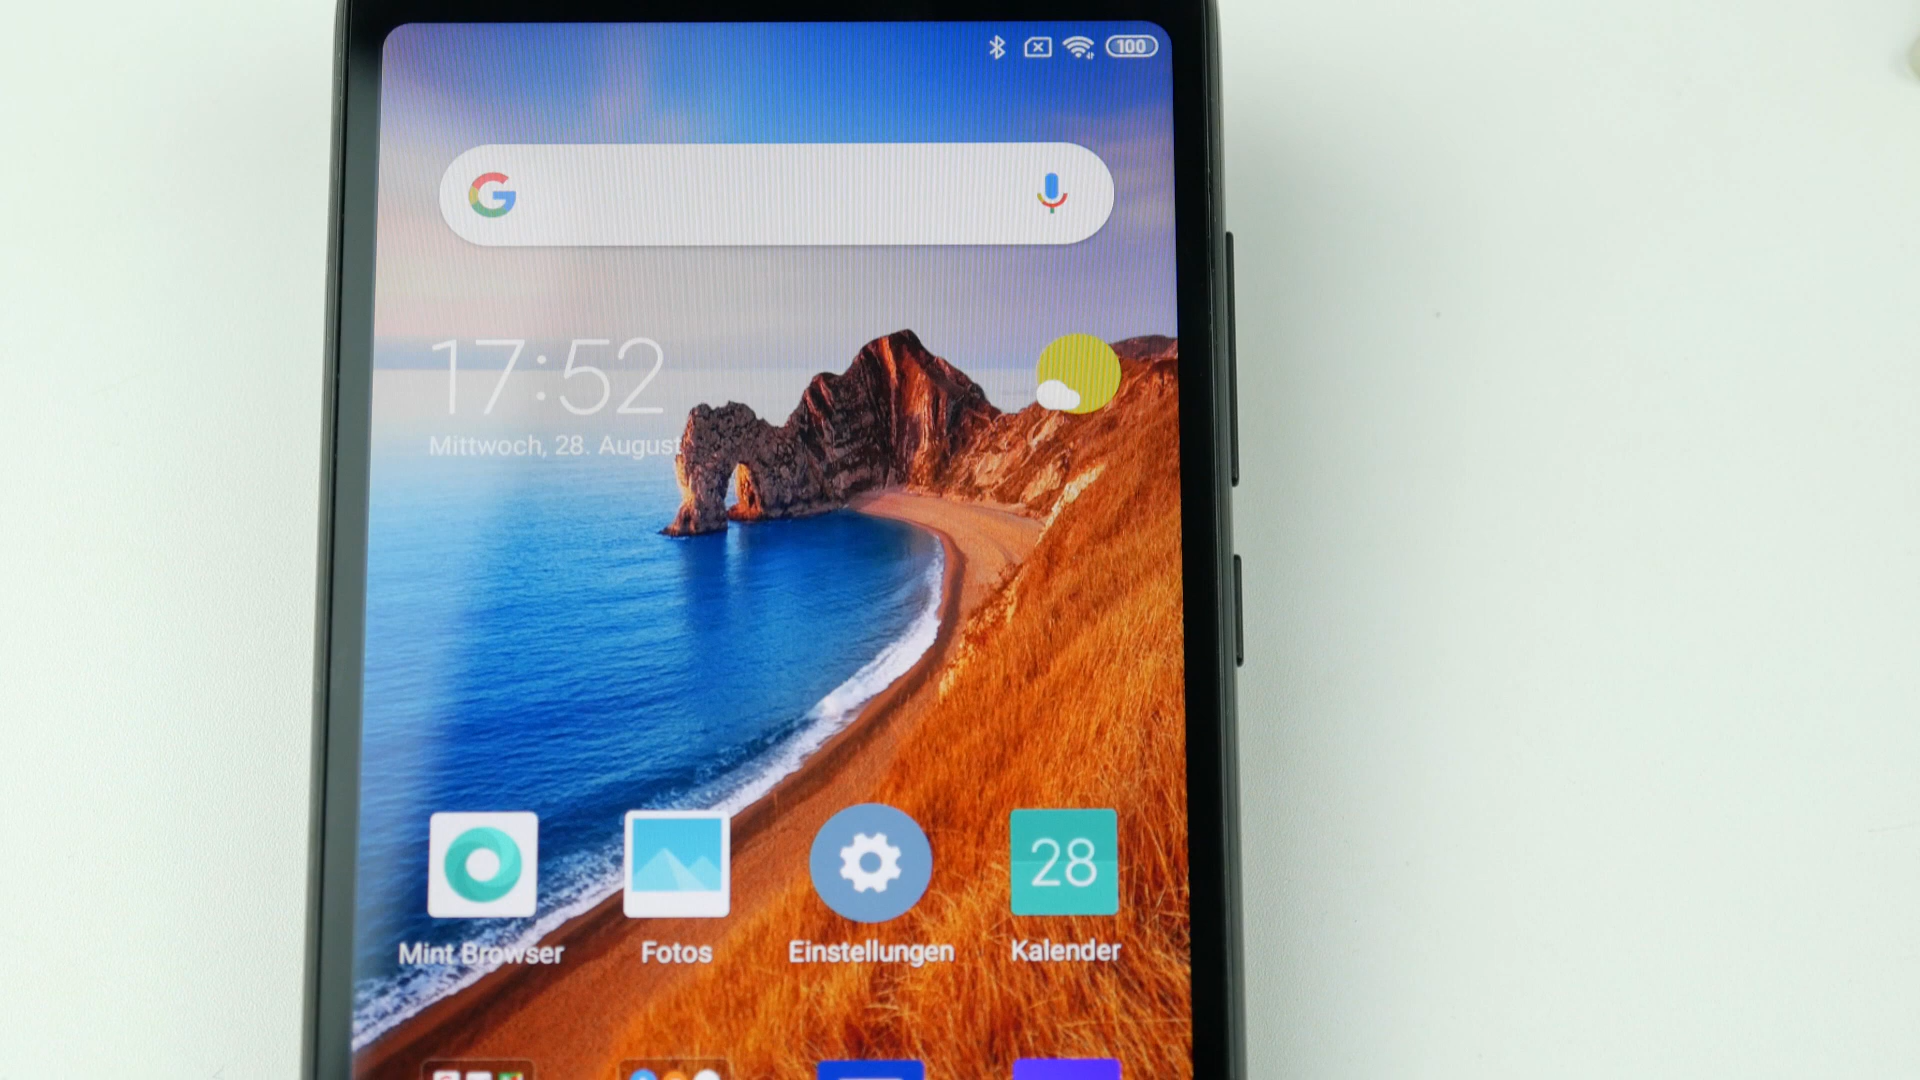 100
17:52
Mittwoch, 28. August
28
Mint Browser
Fotos
Einstellungen
Kalender